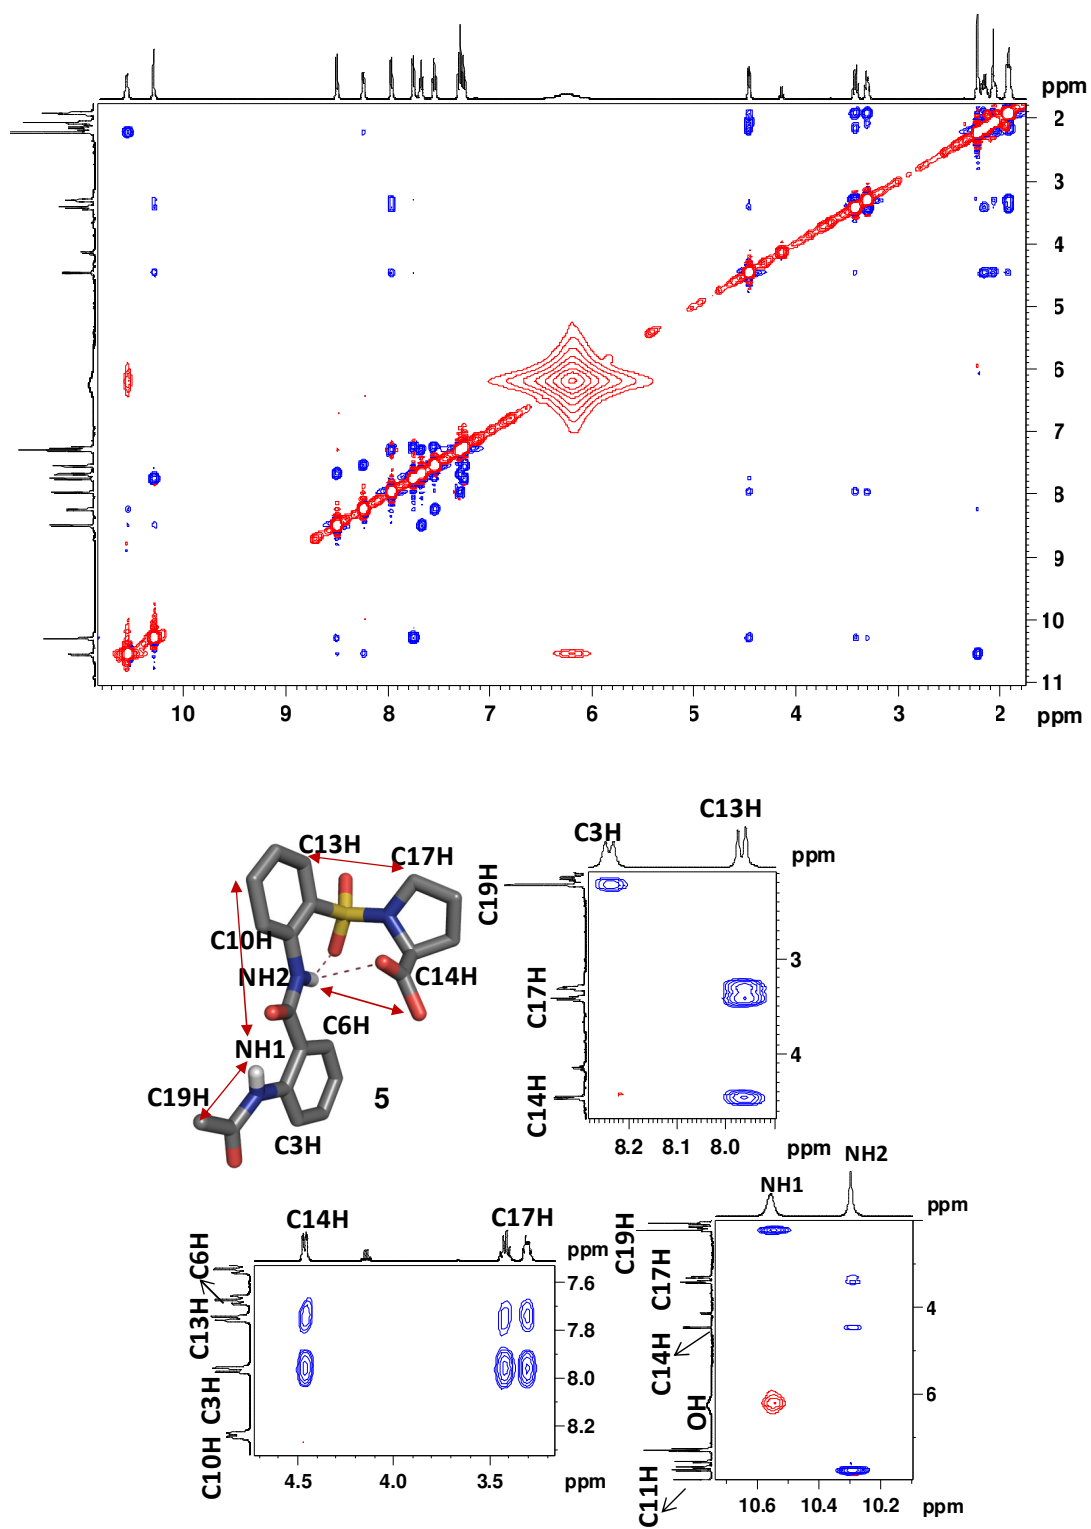 ppm
2
3
4
5
6
7
8
9
10
11
10
9
8
7
6
5
4
3
2
ppm
C13H
C17H
C10H
NH2
C14H
C6H
NH1
C19H
5
C3H
C3H
C13H
ppm
C19H
C17H
C14H
3
4
8.2
8.1
8.0
ppm
C14H
C17H
ppm
C6H
C13H
C3H
C10H
7.6
7.8
8.0
8.2
4.5
4.0
3.5
ppm
NH1
NH2
ppm
C19H
C17H
C14H
OH
C11H
4
6
10.6
10.4
10.2
ppm